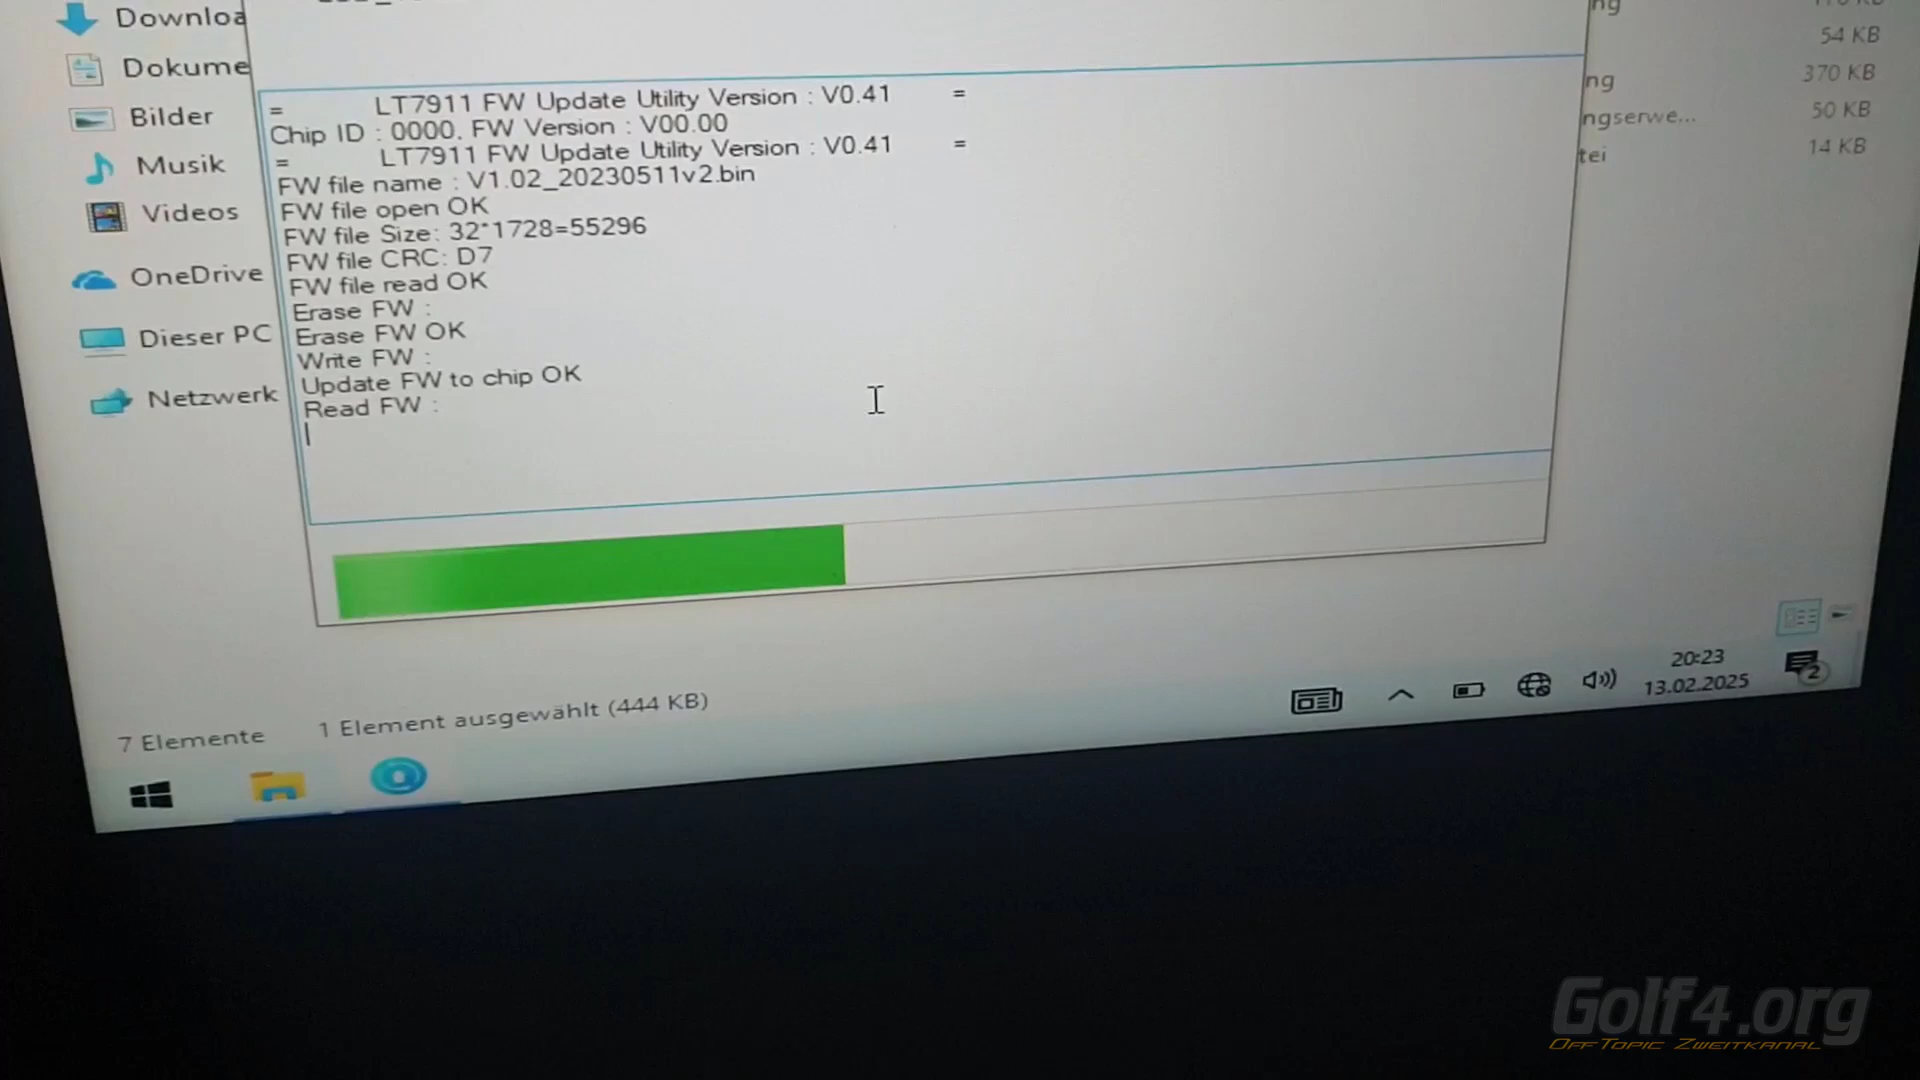 Downloa
Dokume
Bilder
Musik
Videos
OneDrive
Dieser PC
Netzwerk
= LT7911 FW Update Utility Version : V0.41 =
Chip ID : 0000, FW Version : V00.00
= LT7911 FW Update Utility Version : V0.41 =
FW file name : V1.02_20230511v2.bin
FW file open OK
FW file Size: 32*1728=55296
FW file CRC: D7
FW file read OK
Erase FW :
Erase FW OK
Write FW :
Update FW to chip OK
Read FW :
ng
54 KB
ng 370 KB
ngserwe... 50 KB
tei 14 KB
7 Elemente 1 Element ausgewählt (444 KB)
20:23
13.02.2025
2
Golf4.org
Off Topic Zweitkanal